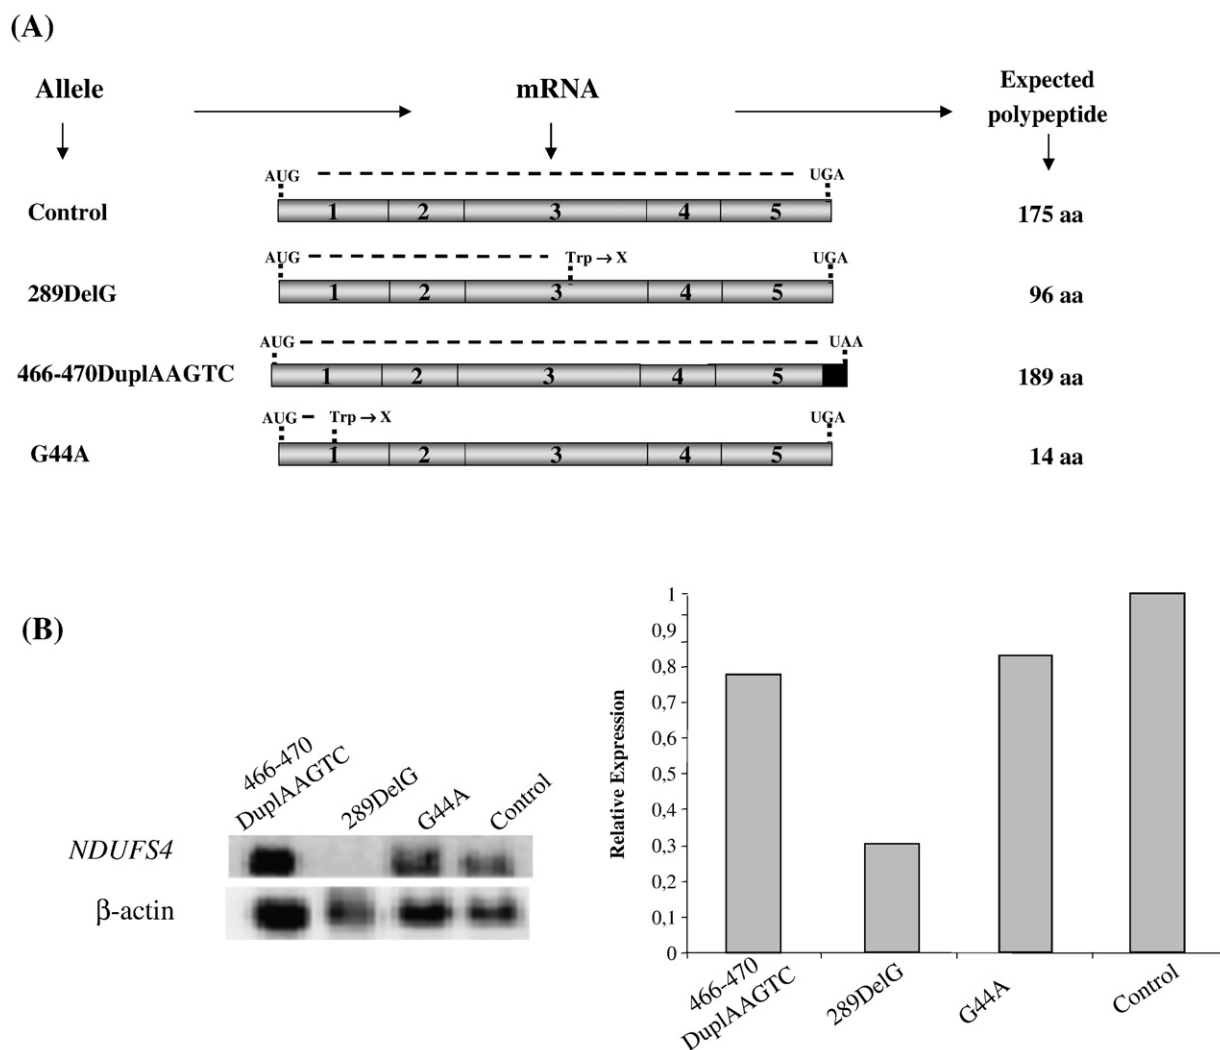 (A)
Allele
mRNA
Expected
polypeptide
AUG
UGA
Control
1 2 3 4 5
175 aa
AUG
Trp → X
UGA
289DelG
1 2 3 4 5
96 aa
AUG
UAA
466-470DuplAAGTC
1 2 3 4 5
189 aa
AUG
Trp → X
UGA
G44A
1 2 3 4 5
14 aa
(B)
466-470
DuplAAGTC
289DelG
G44A
Control
NDUFS4
β-actin
Relative Expression
1
0,9
0,8
0,7
0,6
0,5
0,4
0,3
0,2
0,1
0
466-470
DuplAAGTC
289DelG
G44A
Control